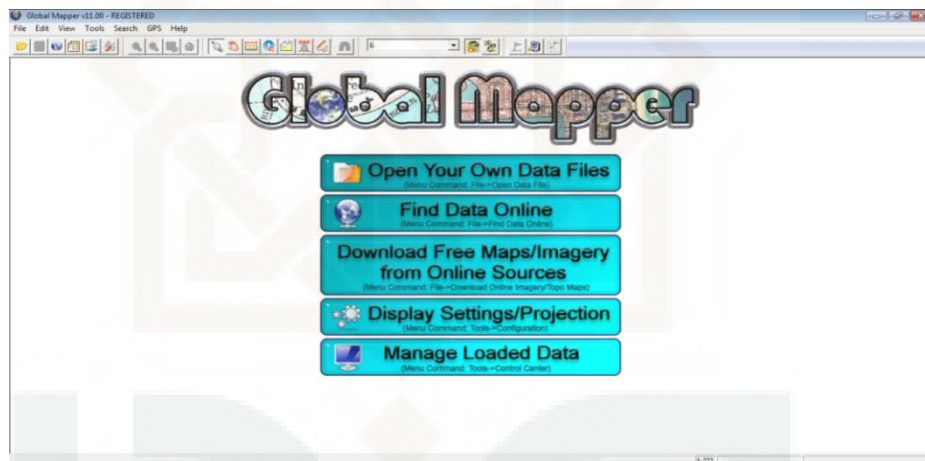 Global Mapper v11.00 - REGISTERED
File Edit View Tools Search GPS Help
6
Global Mapper
Open Your Own Data Files
(Menu Command: File->Open Data File)
Find Data Online
(Menu Command: File->Find Data Online)
Download Free Maps/Imagery
from Online Sources
(Menu Command: File->Download Online Imagery/Topo Maps)
Display Settings/Projection
(Menu Command: Tools->Configuration)
Manage Loaded Data
(Menu Command: Tools->Control Center)